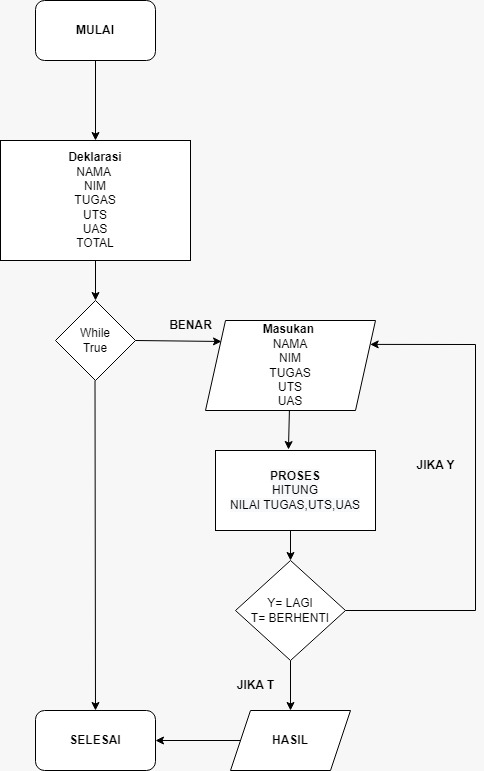 MULAI
Deklarasi
NAMA
NIM
TUGAS
UTS
UAS
TOTAL
While
True
BENAR
Masukan
NAMA
NIM
TUGAS
UTS
UAS
PROSES
HITUNG
NILAI TUGAS,UTS,UAS
JIKA Y
Y= LAGI
T= BERHENTI
JIKA T
HASIL
SELESAI